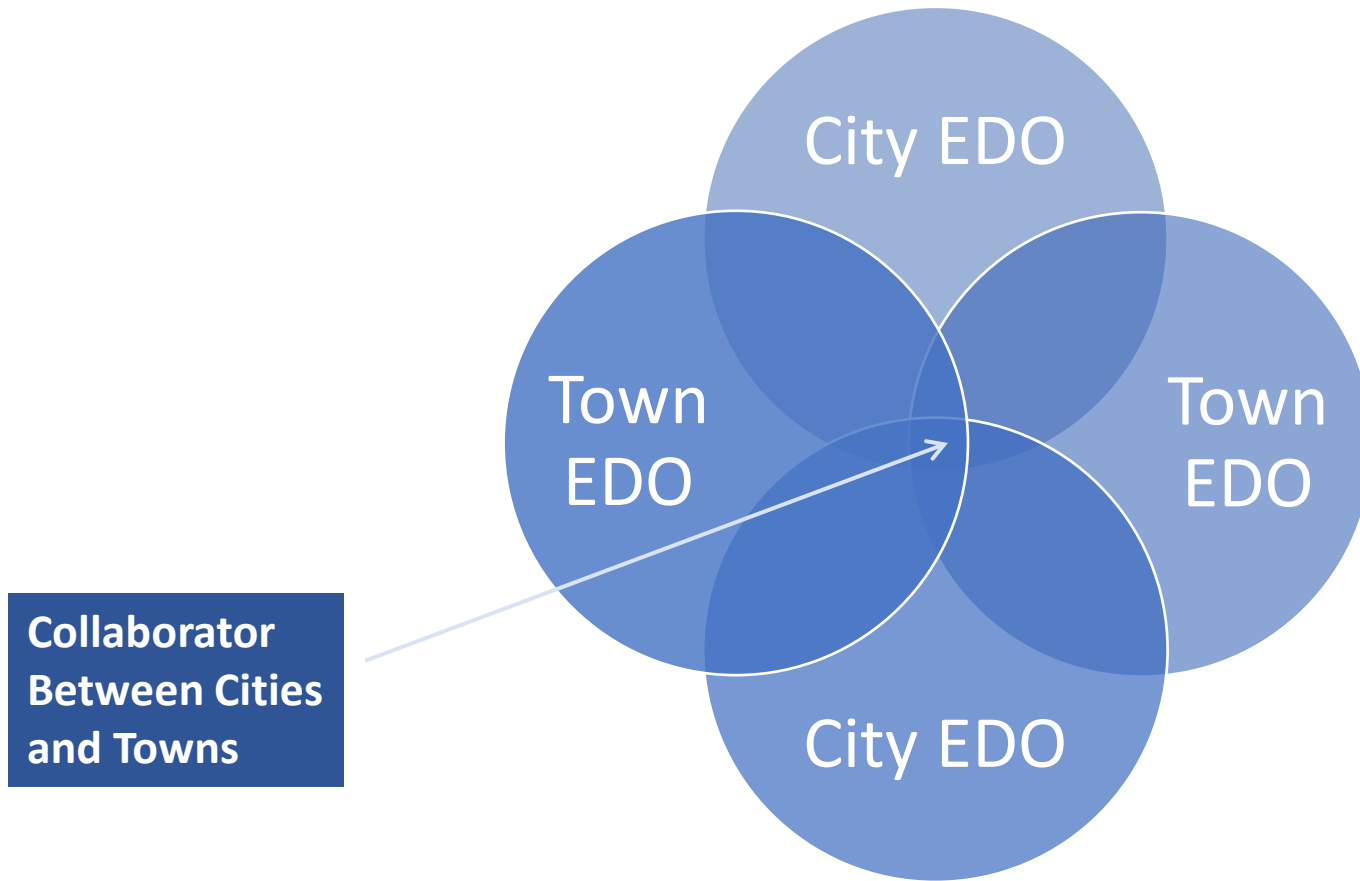 City EDO
Town
EDO
Town
EDO
City EDO
Collaborator
Between Cities
and Towns